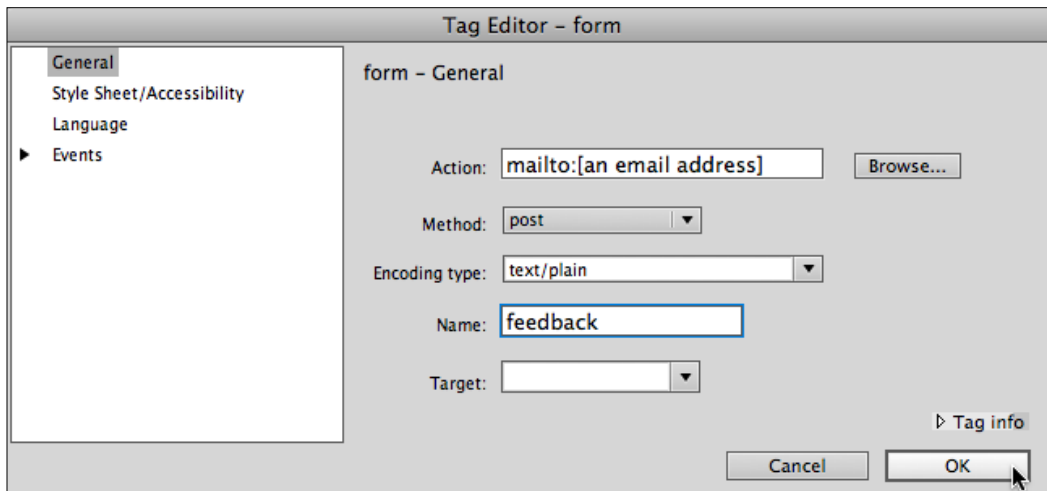 Tag Editor – form
General
Style Sheet/Accessibility
Language
Events
form – General
Action: mailto:[an email address] Browse...
Method: post
Encoding type: text/plain
Name: feedback
Target:
Tag info
Cancel OK